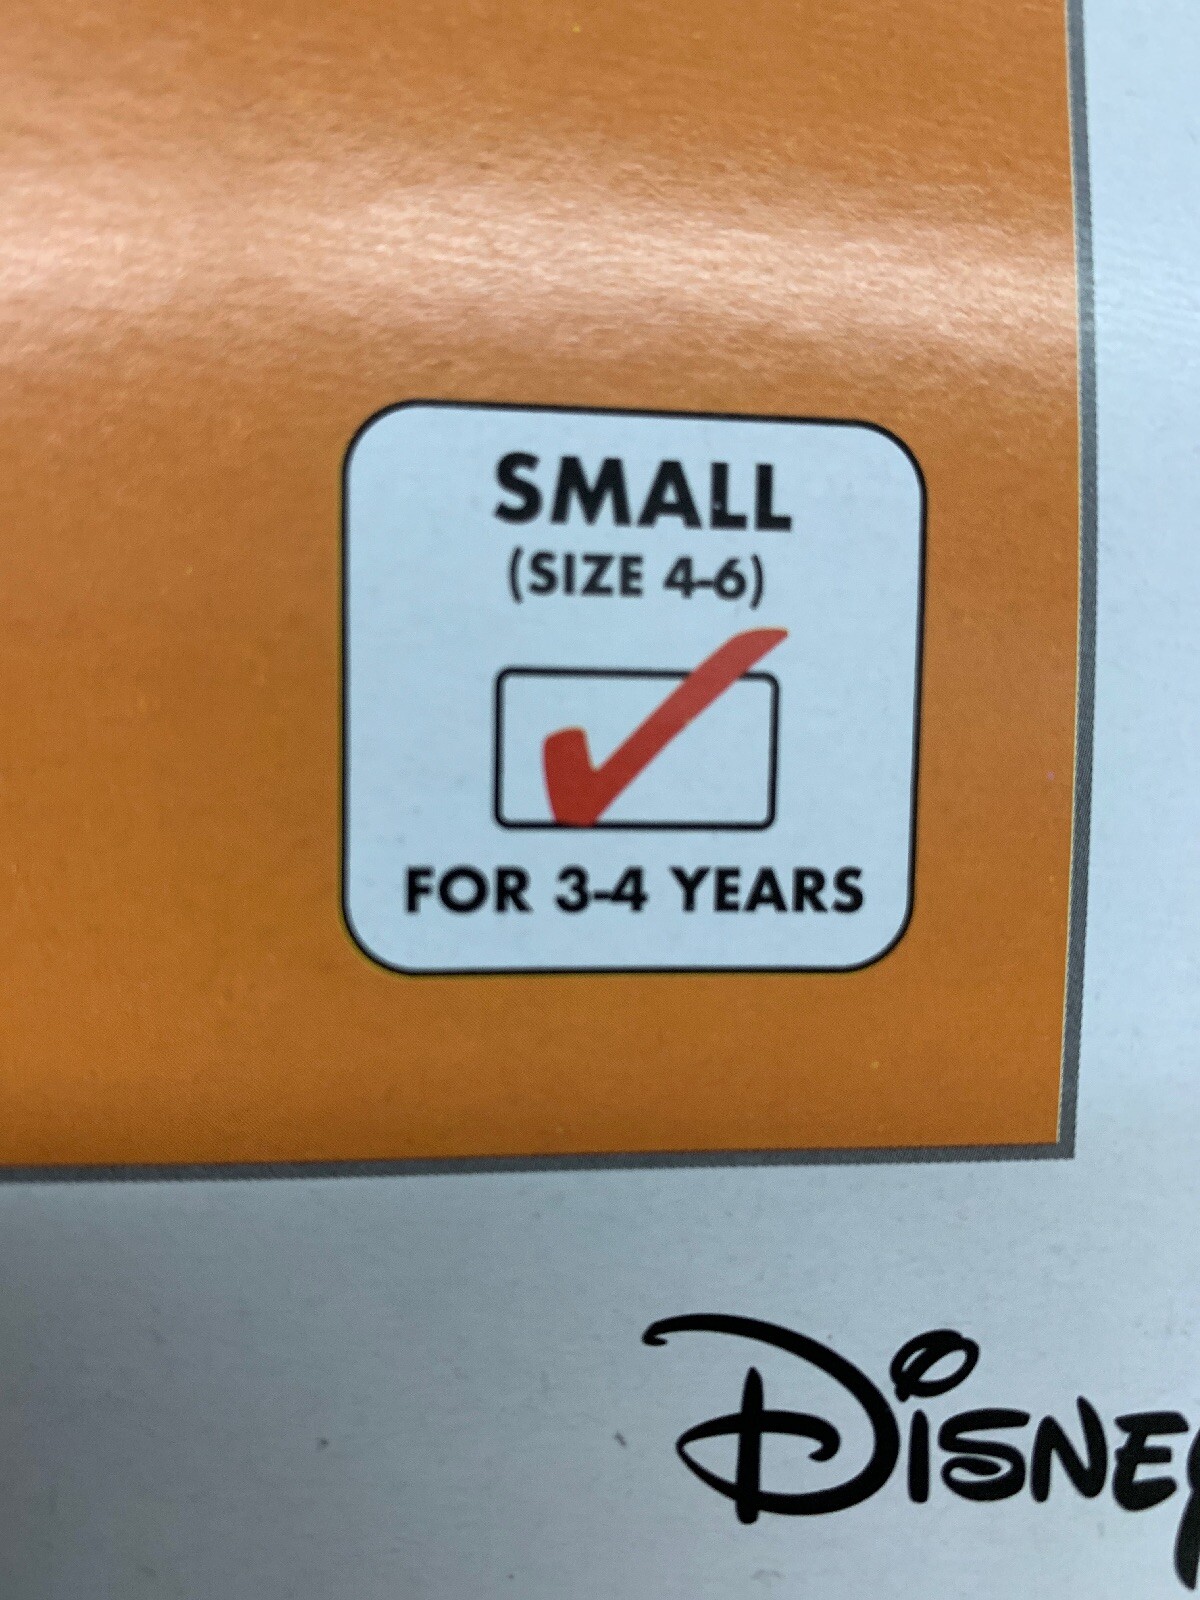 SMALL
(SIZE 4-6)
FOR 3-4 YEARS
DISNEY